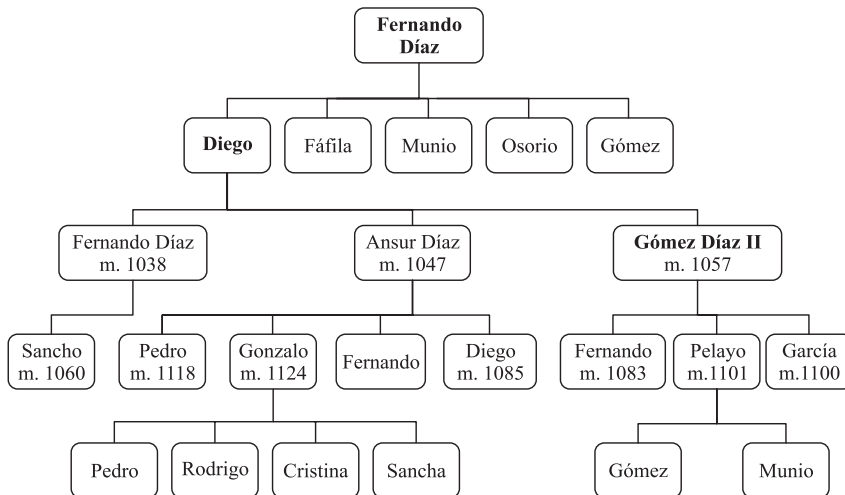 Fernando
Díaz
Diego
Fáfila
Munio
Osorio
Gómez
Fernando Díaz
m. 1038
Ansur Díaz
m. 1047
Gómez Díaz II
m. 1057
Sancho
m. 1060
Pedro
m. 1118
Gonzalo
m. 1124
Fernando
Diego
m. 1085
Fernando
m. 1083
Pelayo
m.1101
García
m.1100
Pedro
Rodrigo
Cristina
Sancha
Gómez
Munio